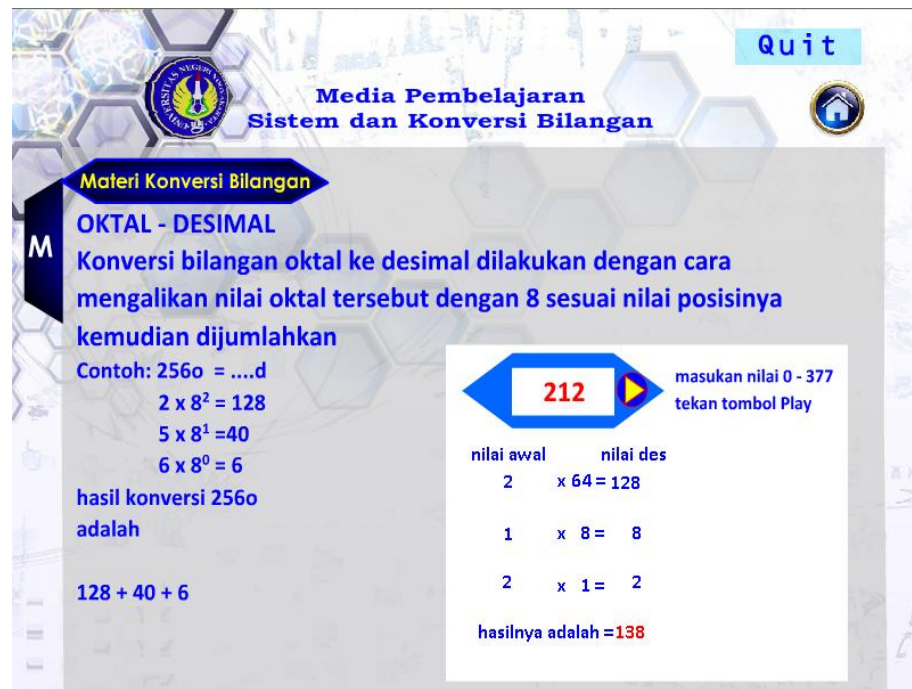 Quit
UNIVERSITAS NEGERI YOGYAKARTA
Media Pembelajaran
Sistem dan Konversi Bilangan
Materi Konversi Bilangan
M
OKTAL - DESIMAL
Konversi bilangan oktal ke desimal dilakukan dengan cara
mengalikan nilai oktal tersebut dengan 8 sesuai nilai posisinya
kemudian dijumlahkan
Contoh: 256o = ....d
2 x 8² = 128
5 x 8¹ =40
6 x 8⁰ = 6
hasil konversi 256o
adalah
128 + 40 + 6
212
masukan nilai 0 - 377
tekan tombol Play
nilai awal nilai des
2 x 64 = 128
1 x 8 = 8
2 x 1 = 2
hasilnya adalah =138